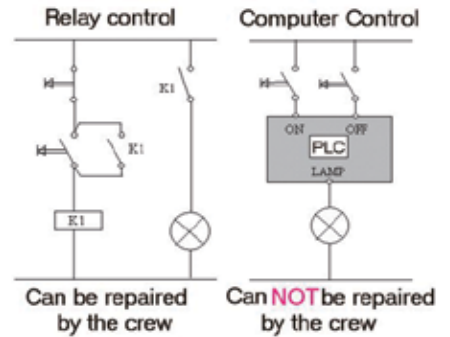 Relay control
Computer Control
K1
K1
K1
ON OFF
PLC
LAMP
Can be repaired
by the crew
Can NOT be repaired
by the crew